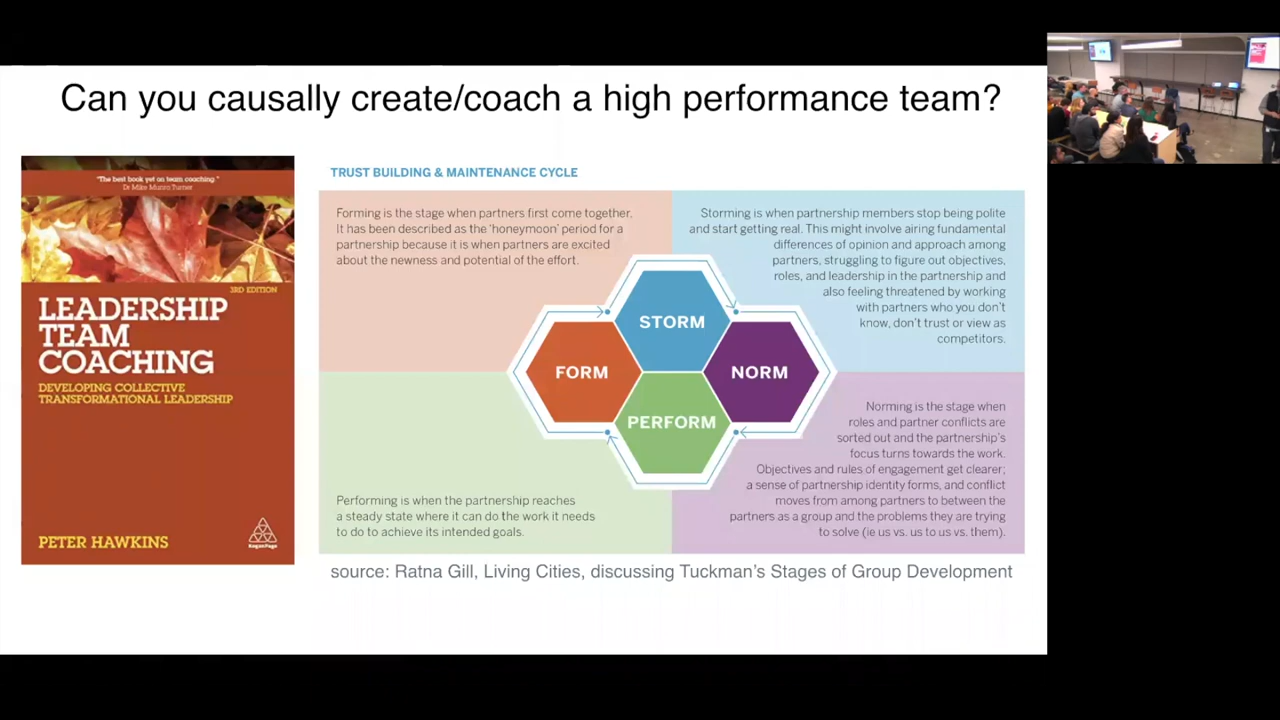 Can you causally create/coach a high performance team?
"The best book yet on team coaching."
Dr Mike Munro Turner
3RD EDITION
LEADERSHIP
TEAM
COACHING
DEVELOPING COLLECTIVE
TRANSFORMATIONAL LEADERSHIP
PETER HAWKINS
KoganPage
TRUST BUILDING & MAINTENANCE CYCLE
Forming is the stage when partners first come together.
It has been described as the 'honeymoon' period for a
partnership because it is when partners are excited
about the newness and potential of the effort.
Storming is when partnership members stop being polite
and start getting real. This might involve airing fundamental
differences of opinion and approach among
partners, struggling to figure out objectives,
roles, and leadership in the partnership and
also feeling threatened by working
with partners who you don't
know, don't trust or view as
competitors.
STORM
FORM
NORM
PERFORM
Norming is the stage when
roles and partner conflicts are
sorted out and the partnership's
focus turns towards the work.
Objectives and rules of engagement get clearer;
a sense of partnership identity forms, and conflict
moves from among partners to between the
partners as a group and the problems they are trying
to solve (ie us vs. us to us vs. them).
Performing is when the partnership reaches
a steady state where it can do the work it needs
to do to achieve its intended goals.
source: Ratna Gill, Living Cities, discussing Tuckman's Stages of Group Development